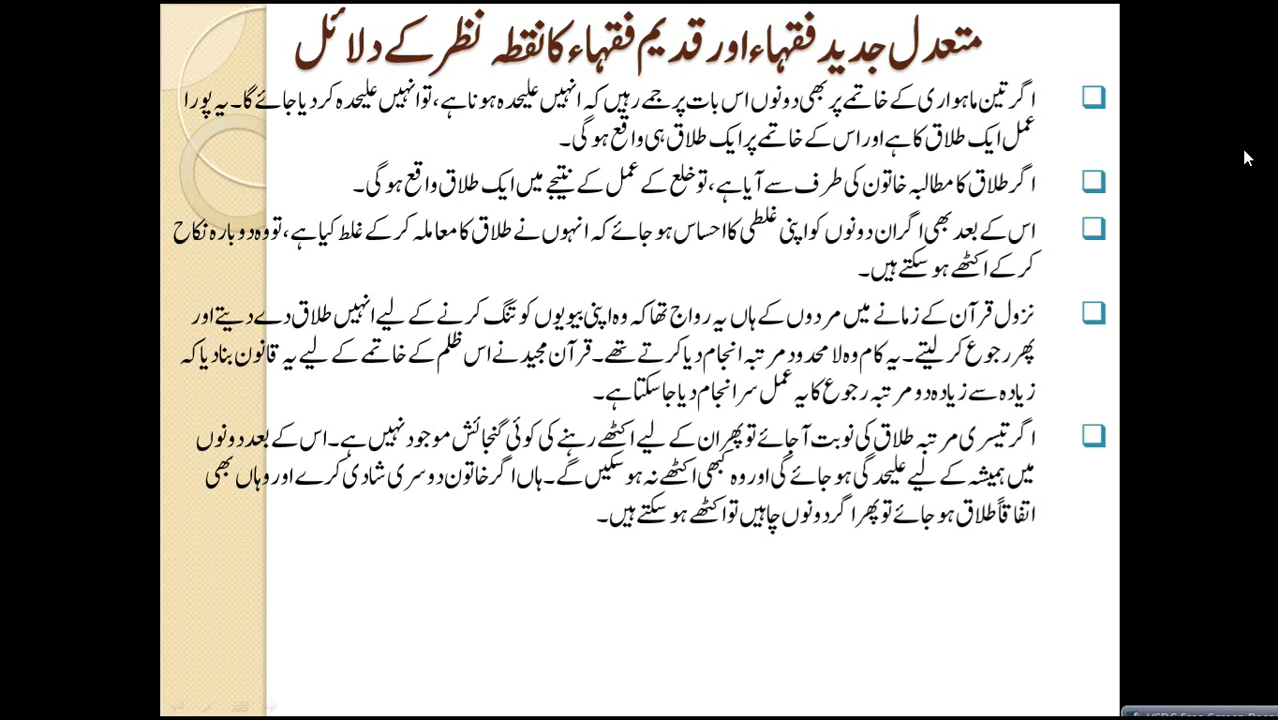 متعدل جدید فقہاء اور قدیم فقہاء کا نقطہ نظر کے دلائل
اگر تین ماہواری کے خاتمے پر بھی دونوں اس بات پر جمے رہیں کہ انہیں علیحدہ ہونا ہے، تو انہیں علیحدہ کر دیا جائے گا۔ یہ پورا
عمل ایک طلاق کا ہے اور اس کے خاتمے پر ایک طلاق ہی واقع ہو گی۔
اگر طلاق کا مطالبہ خاتون کی طرف سے آیا ہے، تو خلع کے عمل کے نتیجے میں ایک طلاق واقع ہو گی۔
اس کے بعد بھی اگر ان دونوں کو اپنی غلطی کا احساس ہو جائے کہ انہوں نے طلاق کا معاملہ کر کے غلط کیا ہے، تو وہ دوبارہ نکاح
کر کے اکٹھے ہو سکتے ہیں۔
نزول قرآن کے زمانے میں مردوں کے ہاں یہ رواج تھا کہ وہ اپنی بیویوں کو تنگ کرنے کے لیے انہیں طلاق دے دیتے اور
پھر رجوع کر لیتے۔ یہ کام وہ لا محدود مرتبہ انجام دیا کرتے تھے۔ قرآن مجید نے اس ظلم کے خاتمے کے لیے یہ قانون بنا دیا کہ
زیادہ سے زیادہ دو مرتبہ رجوع کا یہ عمل سر انجام دیا جا سکتا ہے۔
اگر تیسری مرتبہ طلاق کی نوبت آ جائے تو پھر ان کے لیے اکٹھے رہنے کی کوئی گنجائش موجود نہیں ہے۔ اس کے بعد دونوں
میں ہمیشہ کے لیے علیحدگی ہو جائے گی اور وہ کبھی اکٹھے نہ ہو سکیں گے۔ ہاں اگر خاتون دوسری شادی کرے اور وہاں بھی
اتفاقاً طلاق ہو جائے تو پھر اگر دونوں چاہیں تو اکٹھے ہو سکتے ہیں۔